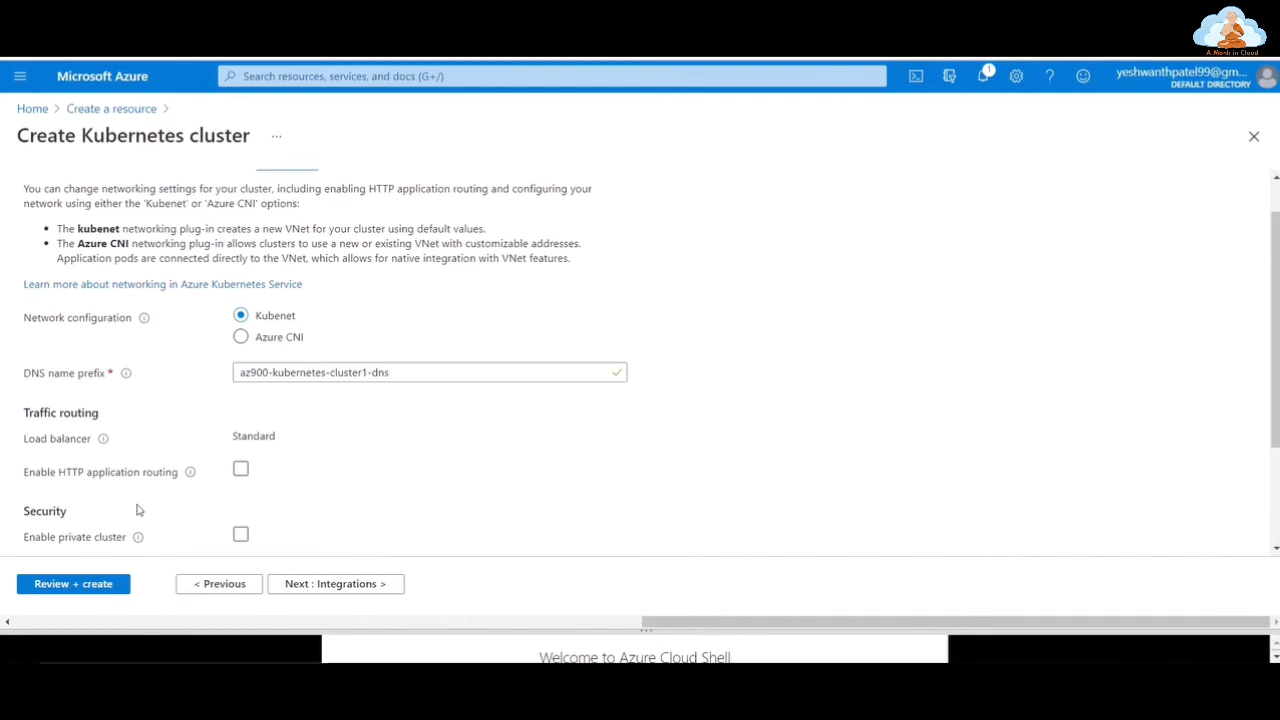 A Monk in Cloud
Microsoft Azure
Search resources, services, and docs (G+/)
1
yeshwanthpatel99@gm...
DEFAULT DIRECTORY
Home > Create a resource >
Create Kubernetes cluster ...
You can change networking settings for your cluster, including enabling HTTP application routing and configuring your
network using either the 'Kubenet' or 'Azure CNI' options:
• The kubenet networking plug-in creates a new VNet for your cluster using default values.
• The Azure CNI networking plug-in allows clusters to use a new or existing VNet with customizable addresses.
Application pods are connected directly to the VNet, which allows for native integration with VNet features.
Learn more about networking in Azure Kubernetes Service
Network configuration
Kubenet
Azure CNI
DNS name prefix *
az900-kubernetes-cluster1-dns
Traffic routing
Load balancer
Standard
Enable HTTP application routing
Security
Enable private cluster
Review + create
< Previous
Next : Integrations >
Welcome to Azure Cloud Shell